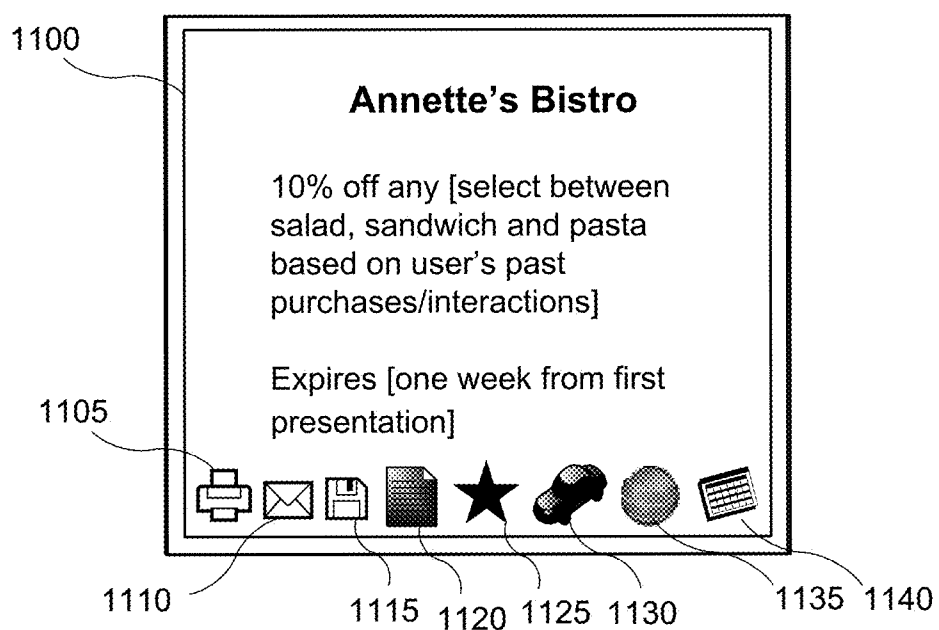 1100
Annette's Bistro
10% off any [select between
salad, sandwich and pasta
based on user's past
purchases/interactions]
Expires [one week from first
presentation]
1105
1110
1115
1120
1125
1130
1135
1140